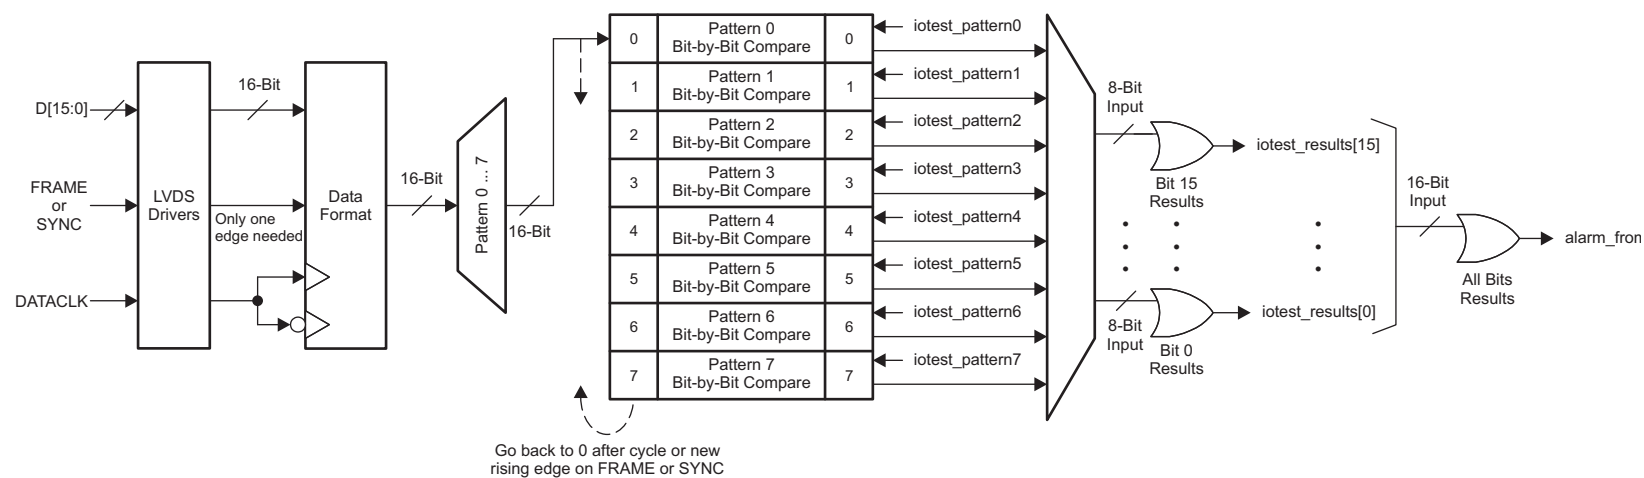 D[15:0]
FRAME
or
SYNC
DATACLK
LVDS
Drivers
16-Bit
Only one
edge needed
Data
Format
16-Bit
Pattern 0 ... 7
16-Bit
0
Pattern 0
Bit-by-Bit Compare
0
iotest_pattern0
1
Pattern 1
Bit-by-Bit Compare
1
iotest_pattern1
2
Pattern 2
Bit-by-Bit Compare
2
iotest_pattern2
3
Pattern 3
Bit-by-Bit Compare
3
iotest_pattern3
4
Pattern 4
Bit-by-Bit Compare
4
iotest_pattern4
5
Pattern 5
Bit-by-Bit Compare
5
iotest_pattern5
6
Pattern 6
Bit-by-Bit Compare
6
iotest_pattern6
7
Pattern 7
Bit-by-Bit Compare
7
iotest_pattern7
Go back to 0 after cycle or new
rising edge on FRAME or SYNC
8-Bit
Input
Bit 15
Results
iotest_results[15]
8-Bit
Input
Bit 0
Results
iotest_results[0]
16-Bit
Input
All Bits
Results